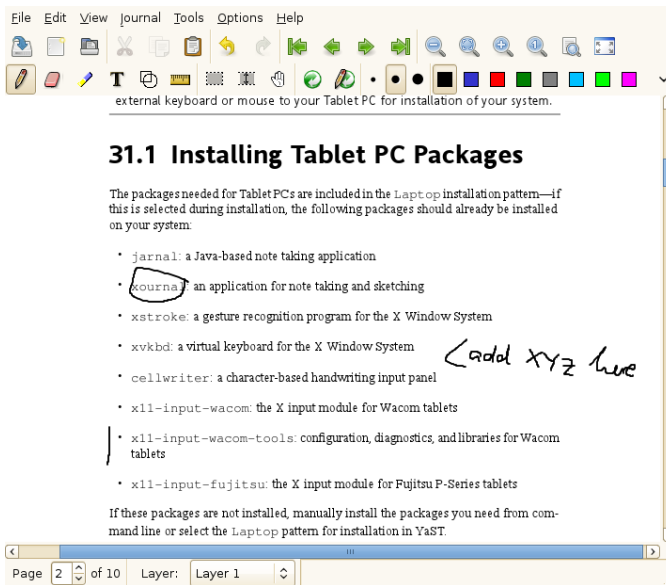 File Edit View Journal Tools Options Help
external keyboard or mouse to your Tablet PC for installation of your system.
31.1 Installing Tablet PC Packages
The packages needed for Tablet PCs are included in the Laptop installation pattern—if
this is selected during installation, the following packages should already be installed
on your system:
• jarnal: a Java-based note taking application
• xournal: an application for note taking and sketching
• xstroke: a gesture recognition program for the X Window System
• xvkbd: a virtual keyboard for the X Window System
<add XYZ here
• cellwriter: a character-based handwriting input panel
• x11-input-wacom: the X input module for Wacom tablets
• x11-input-wacom-tools: configuration, diagnostics, and libraries for Wacom
tablets
• x11-input-fujitsu: the X input module for Fujitsu P-Series tablets
If these packages are not installed, manually install the packages you need from com-
mand line or select the Laptop pattern for installation in YaST.
Page 2 of 10 Layer: Layer 1